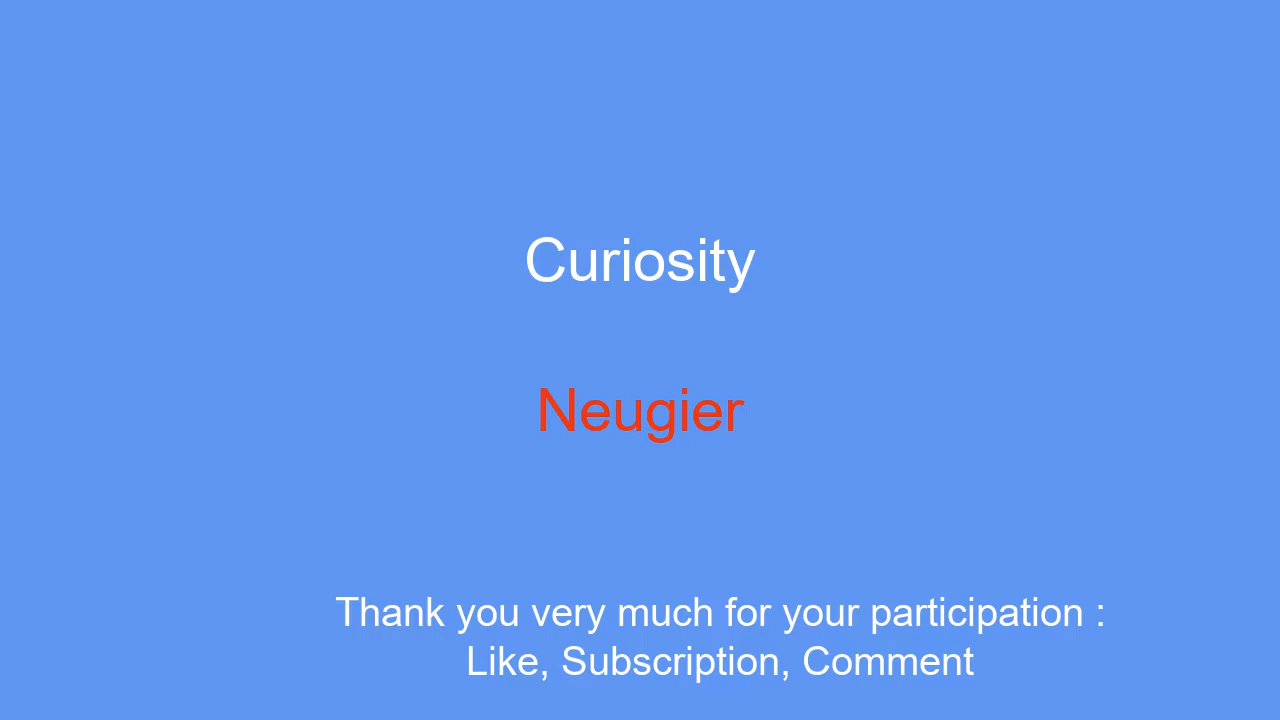 Curiosity
Neugier
Thank you very much for your participation :
Like, Subscription, Comment